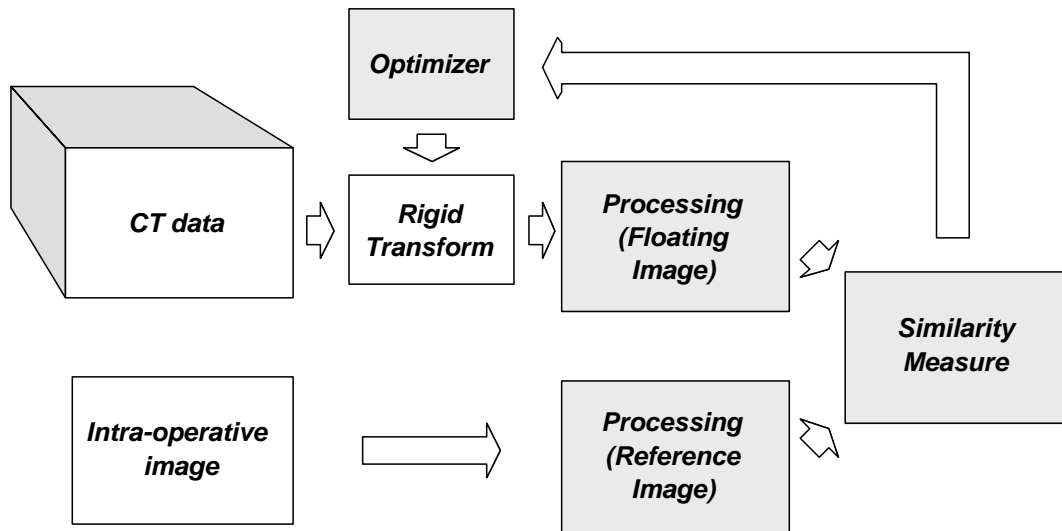 Optimizer
CT data
Rigid
Transform
Processing
(Floating
Image)
Similarity
Measure
Intra-operative
image
Processing
(Reference
Image)